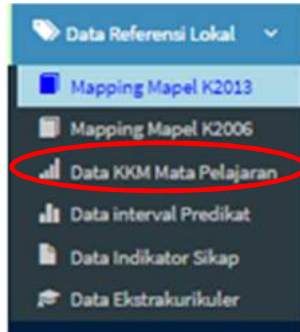 Data Referensi Lokal
Mapping Mapel K2013
Mapping Mapel K2006
Data KKM Mata Pelajaran
Data interval Predikat
Data Indikator Sikap
Data Ekstrakurikuler